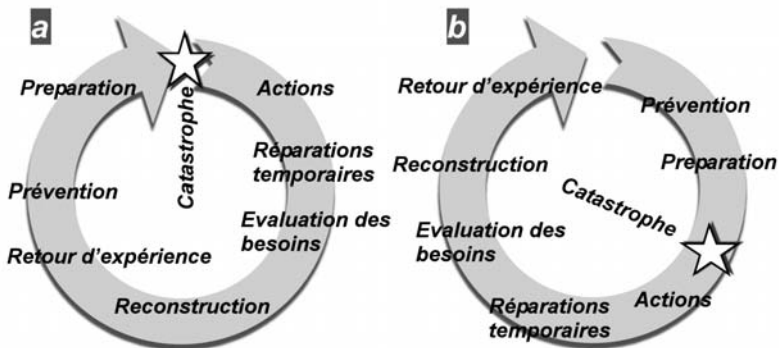 a
Preparation
Actions
Catastrophe
Réparations
temporaires
Prévention
Evaluation des
besoins
Retour d'expérience
Reconstruction
b
Retour d'expérience
Prévention
Reconstruction
Preparation
Catastrophe
Evaluation des
besoins
Actions
Réparations
temporaires